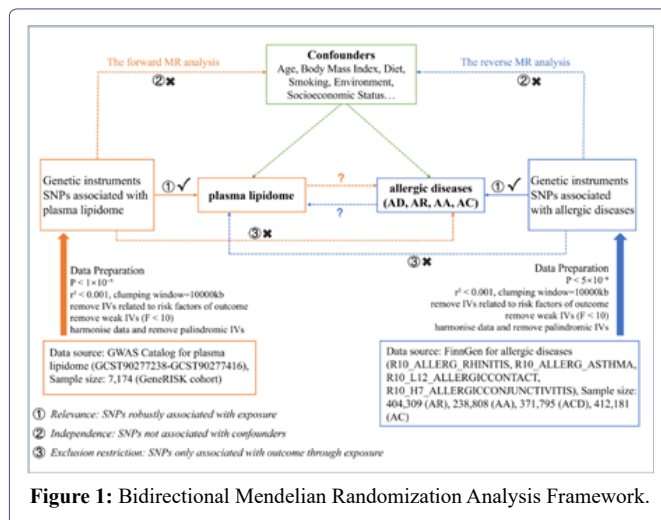 Confounders
Age, Body Mass Index, Diet,
Smoking, Environment,
Socioeconomic Status...
The forward MR analysis
②✖
The reverse MR analysis
②✖
Genetic instruments
SNPs associated with
plasma lipidome
①✓
plasma lipidome
?
?
allergic diseases
(AD, AR, AA, AC)
①✓
Genetic instruments
SNPs associated
with allergic diseases
③✖
③✖
Data Preparation
r² < 0.001, clumping window=10000kb
remove IVs related to risk factors of outcome
remove weak IVs (F < 10)
harmonise data and remove palindromic IVs
Data Preparation
r² < 0.001, clumping window=10000kb
remove IVs related to risk factors of outcome
remove weak IVs (F < 10)
harmonise data and remove palindromic IVs
Data source: GWAS Catalog for plasma
lipidome (GCST90277238-GCST90277416),
Sample size: 7,174 (GeneRISK cohort)
Data source: FinnGen for allergic diseases
(R10_ALLERG_RHINITIS, R10_ALLERG_ASTHMA,
R10_L12_ALLERGICCONTACT,
R10_H7_ALLERGICCONJUNCTIVITIS), Sample size:
404,309 (AR), 238,808 (AA), 371,795 (ACD), 412,181
(AC)
① Relevance: SNPs robustly associated with exposure
② Independence: SNPs not associated with confounders
③ Exclusion restriction: SNPs only associated with outcome through exposure
Figure 1: Bidirectional Mendelian Randomization Analysis Framework.